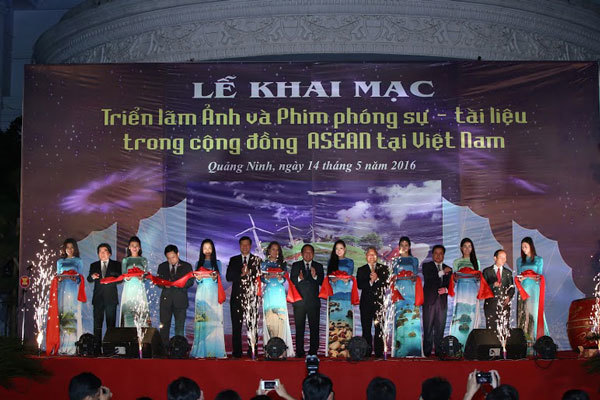 LỄ KHAI MẠC
Triển lãm Ảnh và Phim phóng sự - tài liệu
trong cộng đồng ASEAN tại Việt Nam
Quảng Ninh, ngày 14 tháng 5 năm 2016